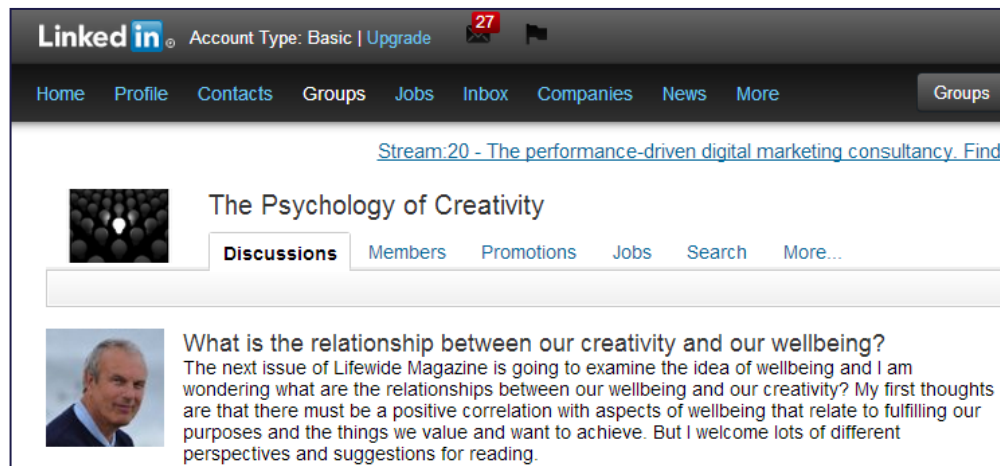 Linked in ® Account Type: Basic | Upgrade 27
Home Profile Contacts Groups Jobs Inbox Companies News More Groups
Stream:20 - The performance-driven digital marketing consultancy. Find
The Psychology of Creativity
Discussions Members Promotions Jobs Search More...
What is the relationship between our creativity and our wellbeing?
The next issue of Lifewide Magazine is going to examine the idea of wellbeing and I am
wondering what are the relationships between our wellbeing and our creativity? My first thoughts
are that there must be a positive correlation with aspects of wellbeing that relate to fulfilling our
purposes and the things we value and want to achieve. But I welcome lots of different
perspectives and suggestions for reading.